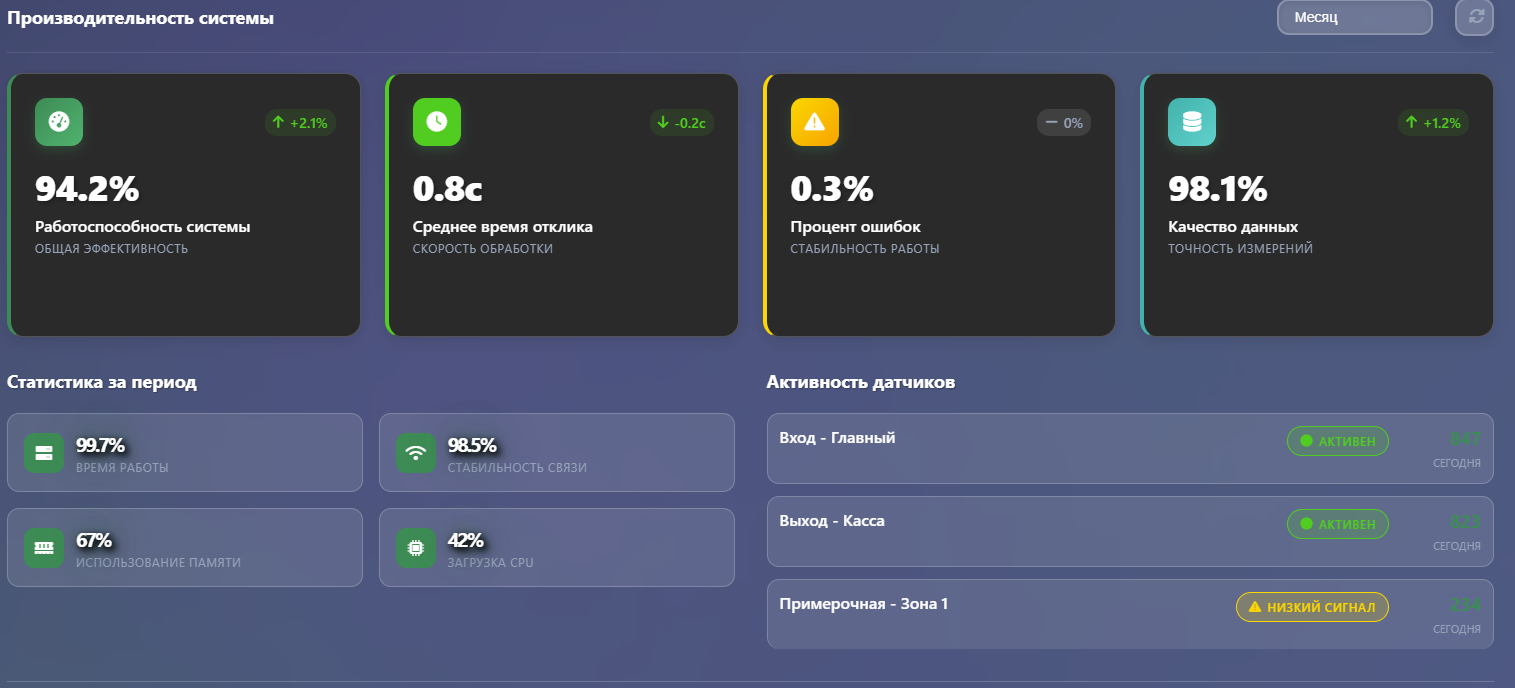 Производительность системы
Месяц
+2.1%
94.2%
Работоспособность системы
ОБЩАЯ ЭФФЕКТИВНОСТЬ
-0.2с
0.8с
Среднее время отклика
СКОРОСТЬ ОБРАБОТКИ
0%
0.3%
Процент ошибок
СТАБИЛЬНОСТЬ РАБОТЫ
+1.2%
98.1%
Качество данных
ТОЧНОСТЬ ИЗМЕРЕНИЙ
Статистика за период
99.7%
ВРЕМЯ РАБОТЫ
98.5%
СТАБИЛЬНОСТЬ СВЯЗИ
67%
ИСПОЛЬЗОВАНИЕ ПАМЯТИ
42%
ЗАГРУЗКА CPU
Активность датчиков
Вход - Главный
АКТИВЕН
СЕГОДНЯ
Выход - Касса
АКТИВЕН
СЕГОДНЯ
Примерочная - Зона 1
НИЗКИЙ СИГНАЛ
СЕГОДНЯ